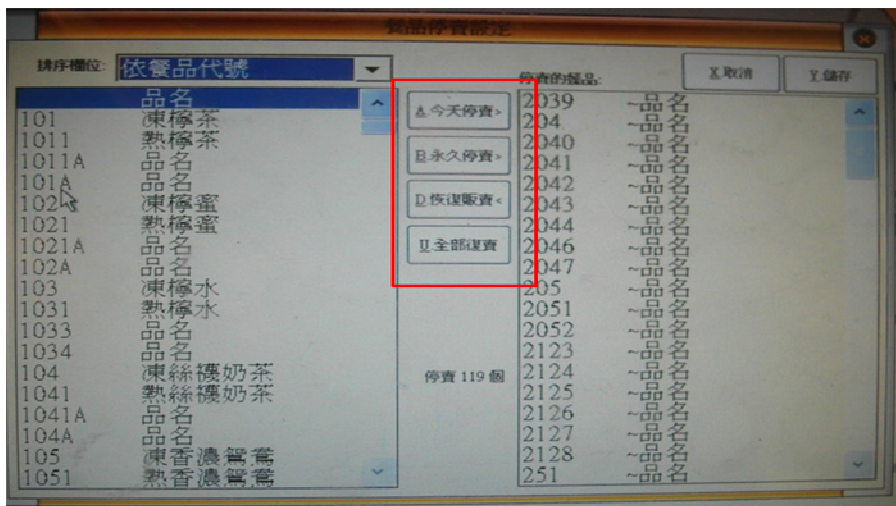 餐品停賣設定
排序欄位: 依餐品代號
停賣的餐品:
X.取消
Y.儲存
品名
101 凍檸茶
1011 熱檸茶
1011A 品名
101A 品名
102 凍檸蜜
1021 熱檸蜜
1021A 品名
102A 品名
103 凍檸水
1031 熱檸水
1033 品名
1034 品名
104 凍絲襪奶茶
1041 熱絲襪奶茶
1041A 品名
104A 品名
105 凍香濃鴛鴦
1051 熱香濃鴛鴦
A.今天停賣>
B.永久停賣>
D.恢復販賣<
U.全部復賣
停賣 119 個
2039 ~品名
204 ~品名
2040 ~品名
2041 ~品名
2042 ~品名
2043 ~品名
2044 ~品名
2046 ~品名
2047 ~品名
205 ~品名
2051 ~品名
2052 ~品名
2123 ~品名
2124 ~品名
2125 ~品名
2126 ~品名
2127 ~品名
2128 ~品名
251 ~品名